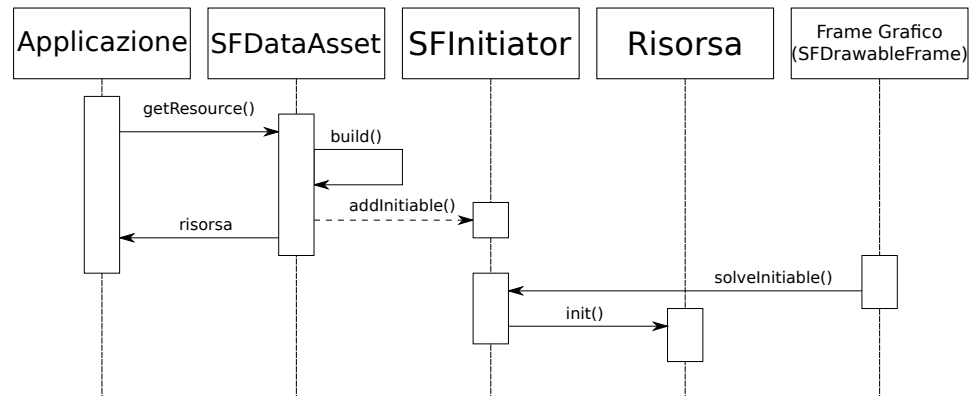 Applicazione
SFDataAsset
SFInitiator
Risorsa
Frame Grafico
(SFDrawableFrame)
getResource()
build()
addInitiable()
risorsa
solveInitiable()
init()